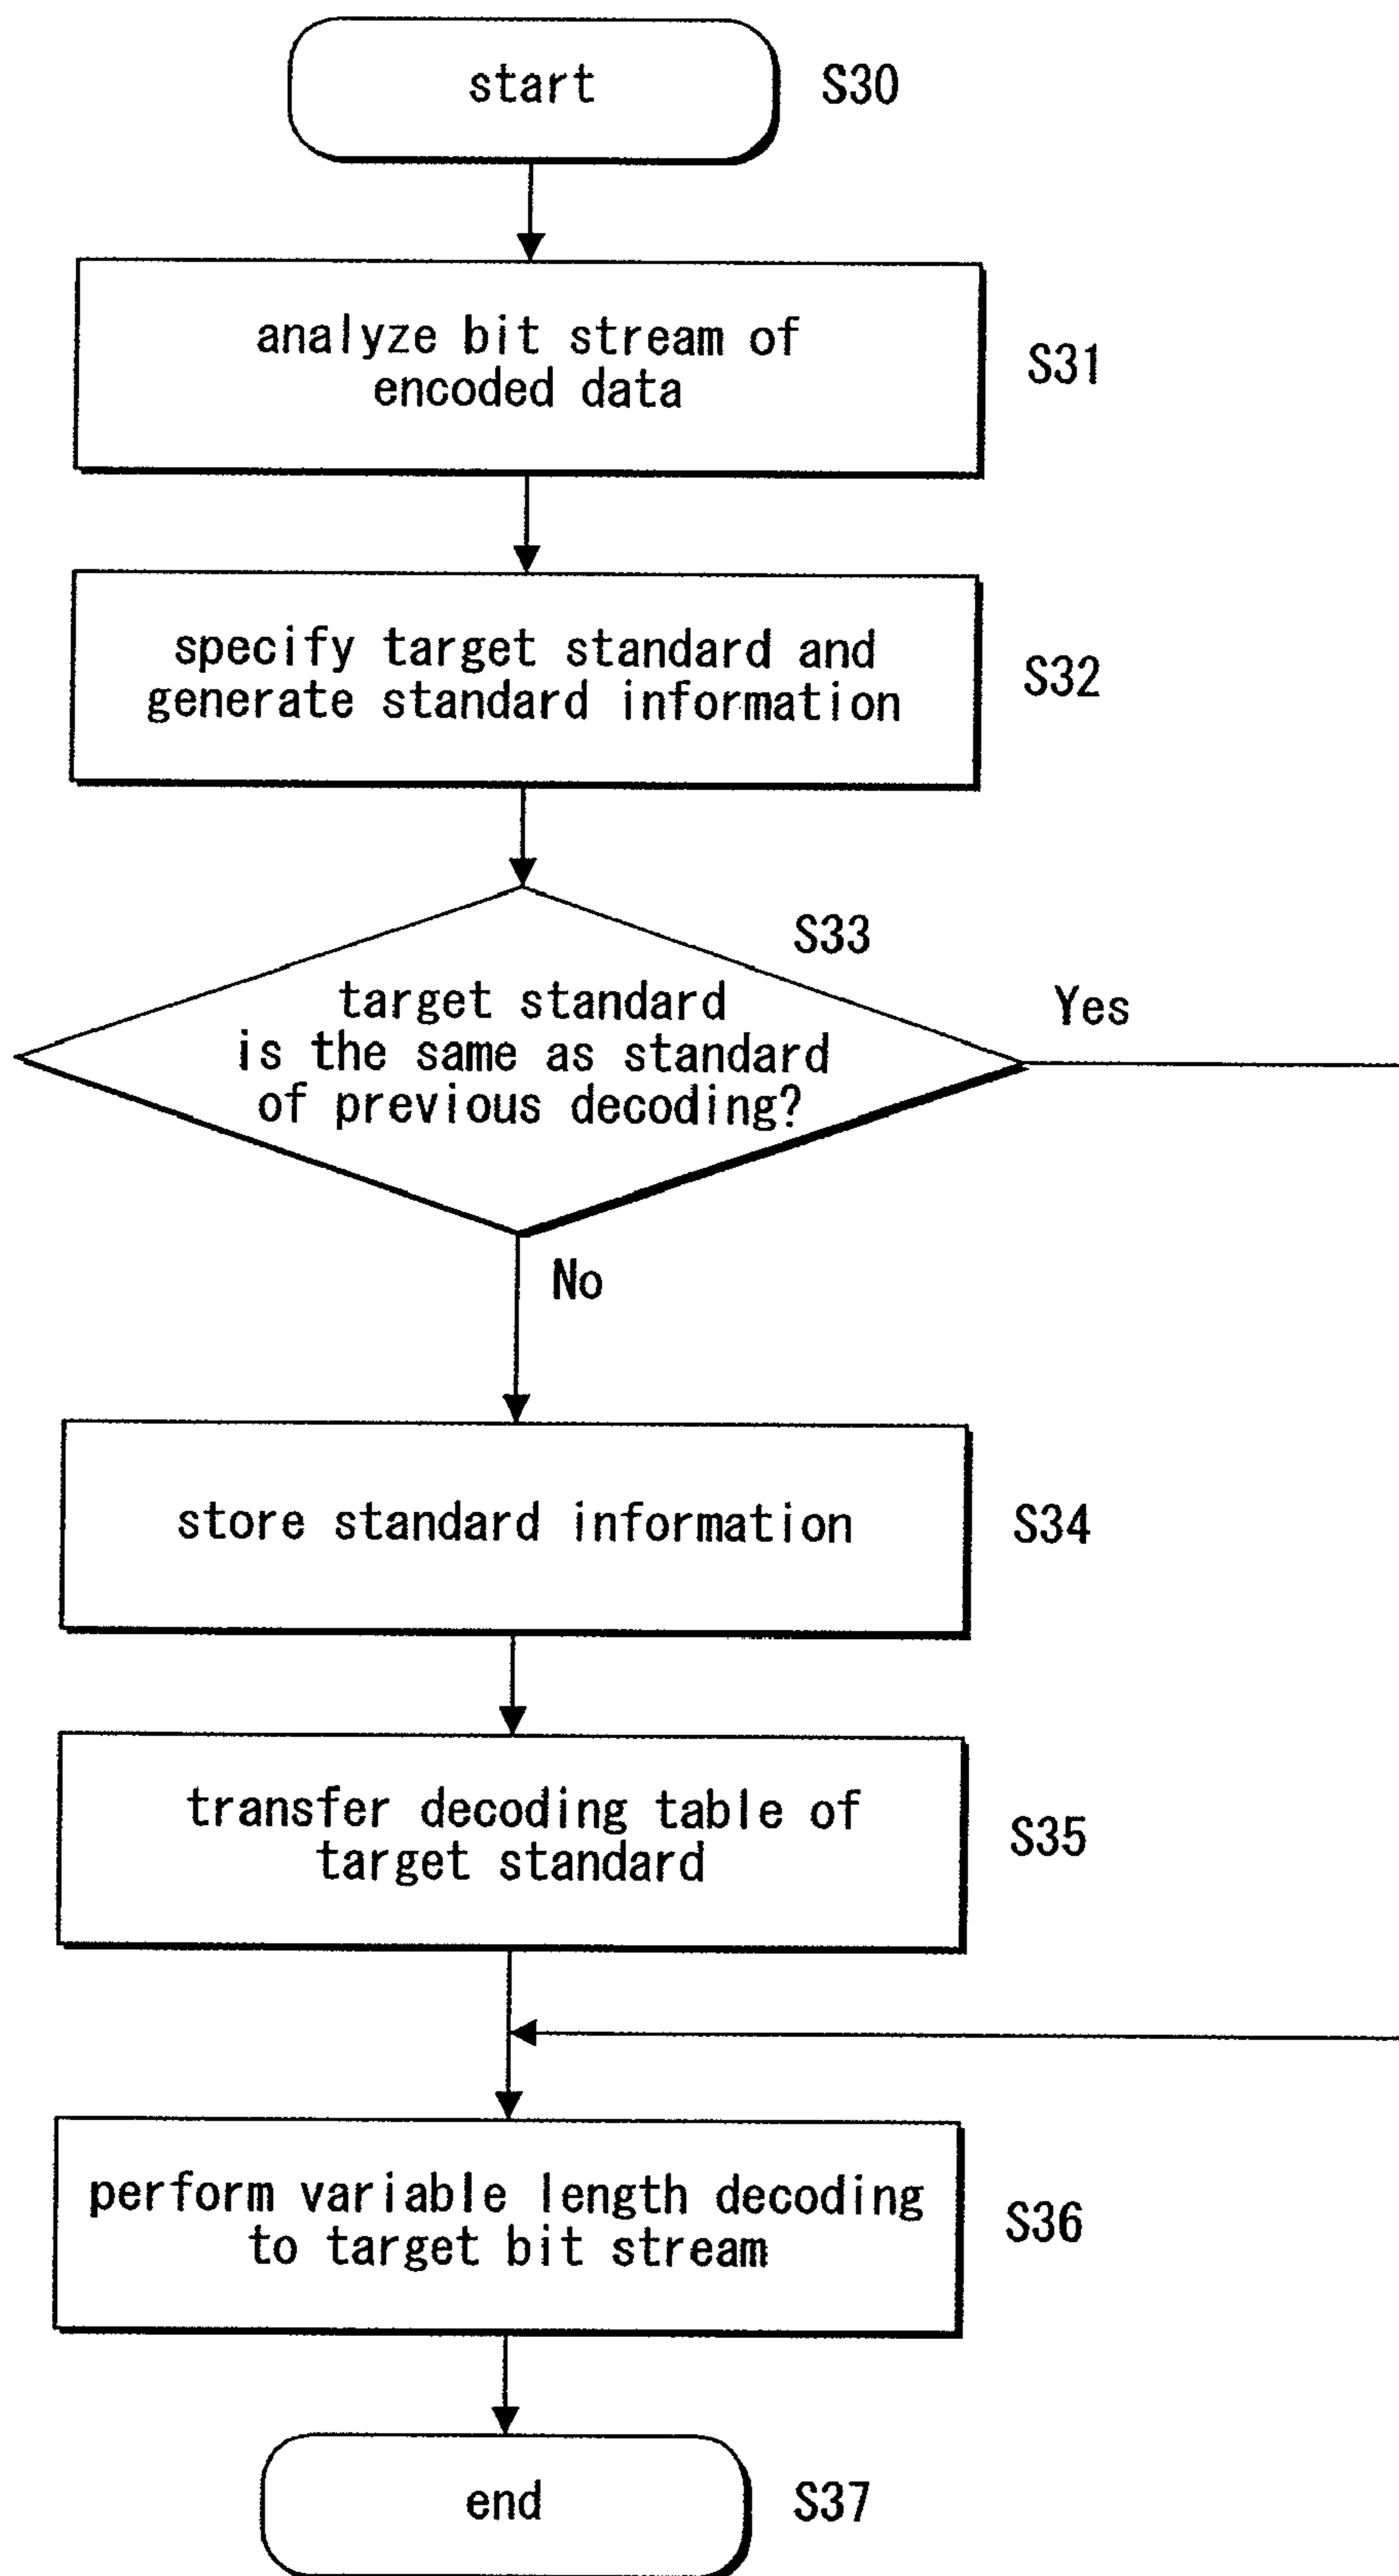 start
S30
analyze bit stream of
encoded data
S31
specify target standard and
generate standard information
S32
S33
target standard
is the same as standard
of previous decoding?
Yes
No
store standard information
S34
transfer decoding table of
target standard
S35
perform variable length decoding
to target bit stream
S36
end
S37